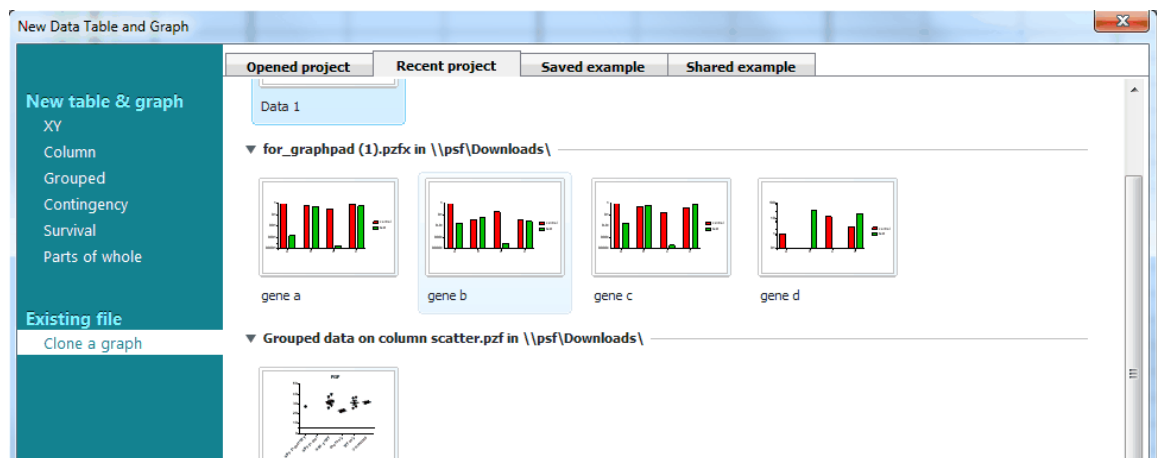 New Data Table and Graph
Opened project
Recent project
Saved example
Shared example
New table & graph
XY
Column
Grouped
Contingency
Survival
Parts of whole
Existing file
Clone a graph
Data 1
for_graphpad (1).pzfx in \\psf\Downloads\
gene a
gene b
gene c
gene d
Grouped data on column scatter.pzf in \\psf\Downloads\